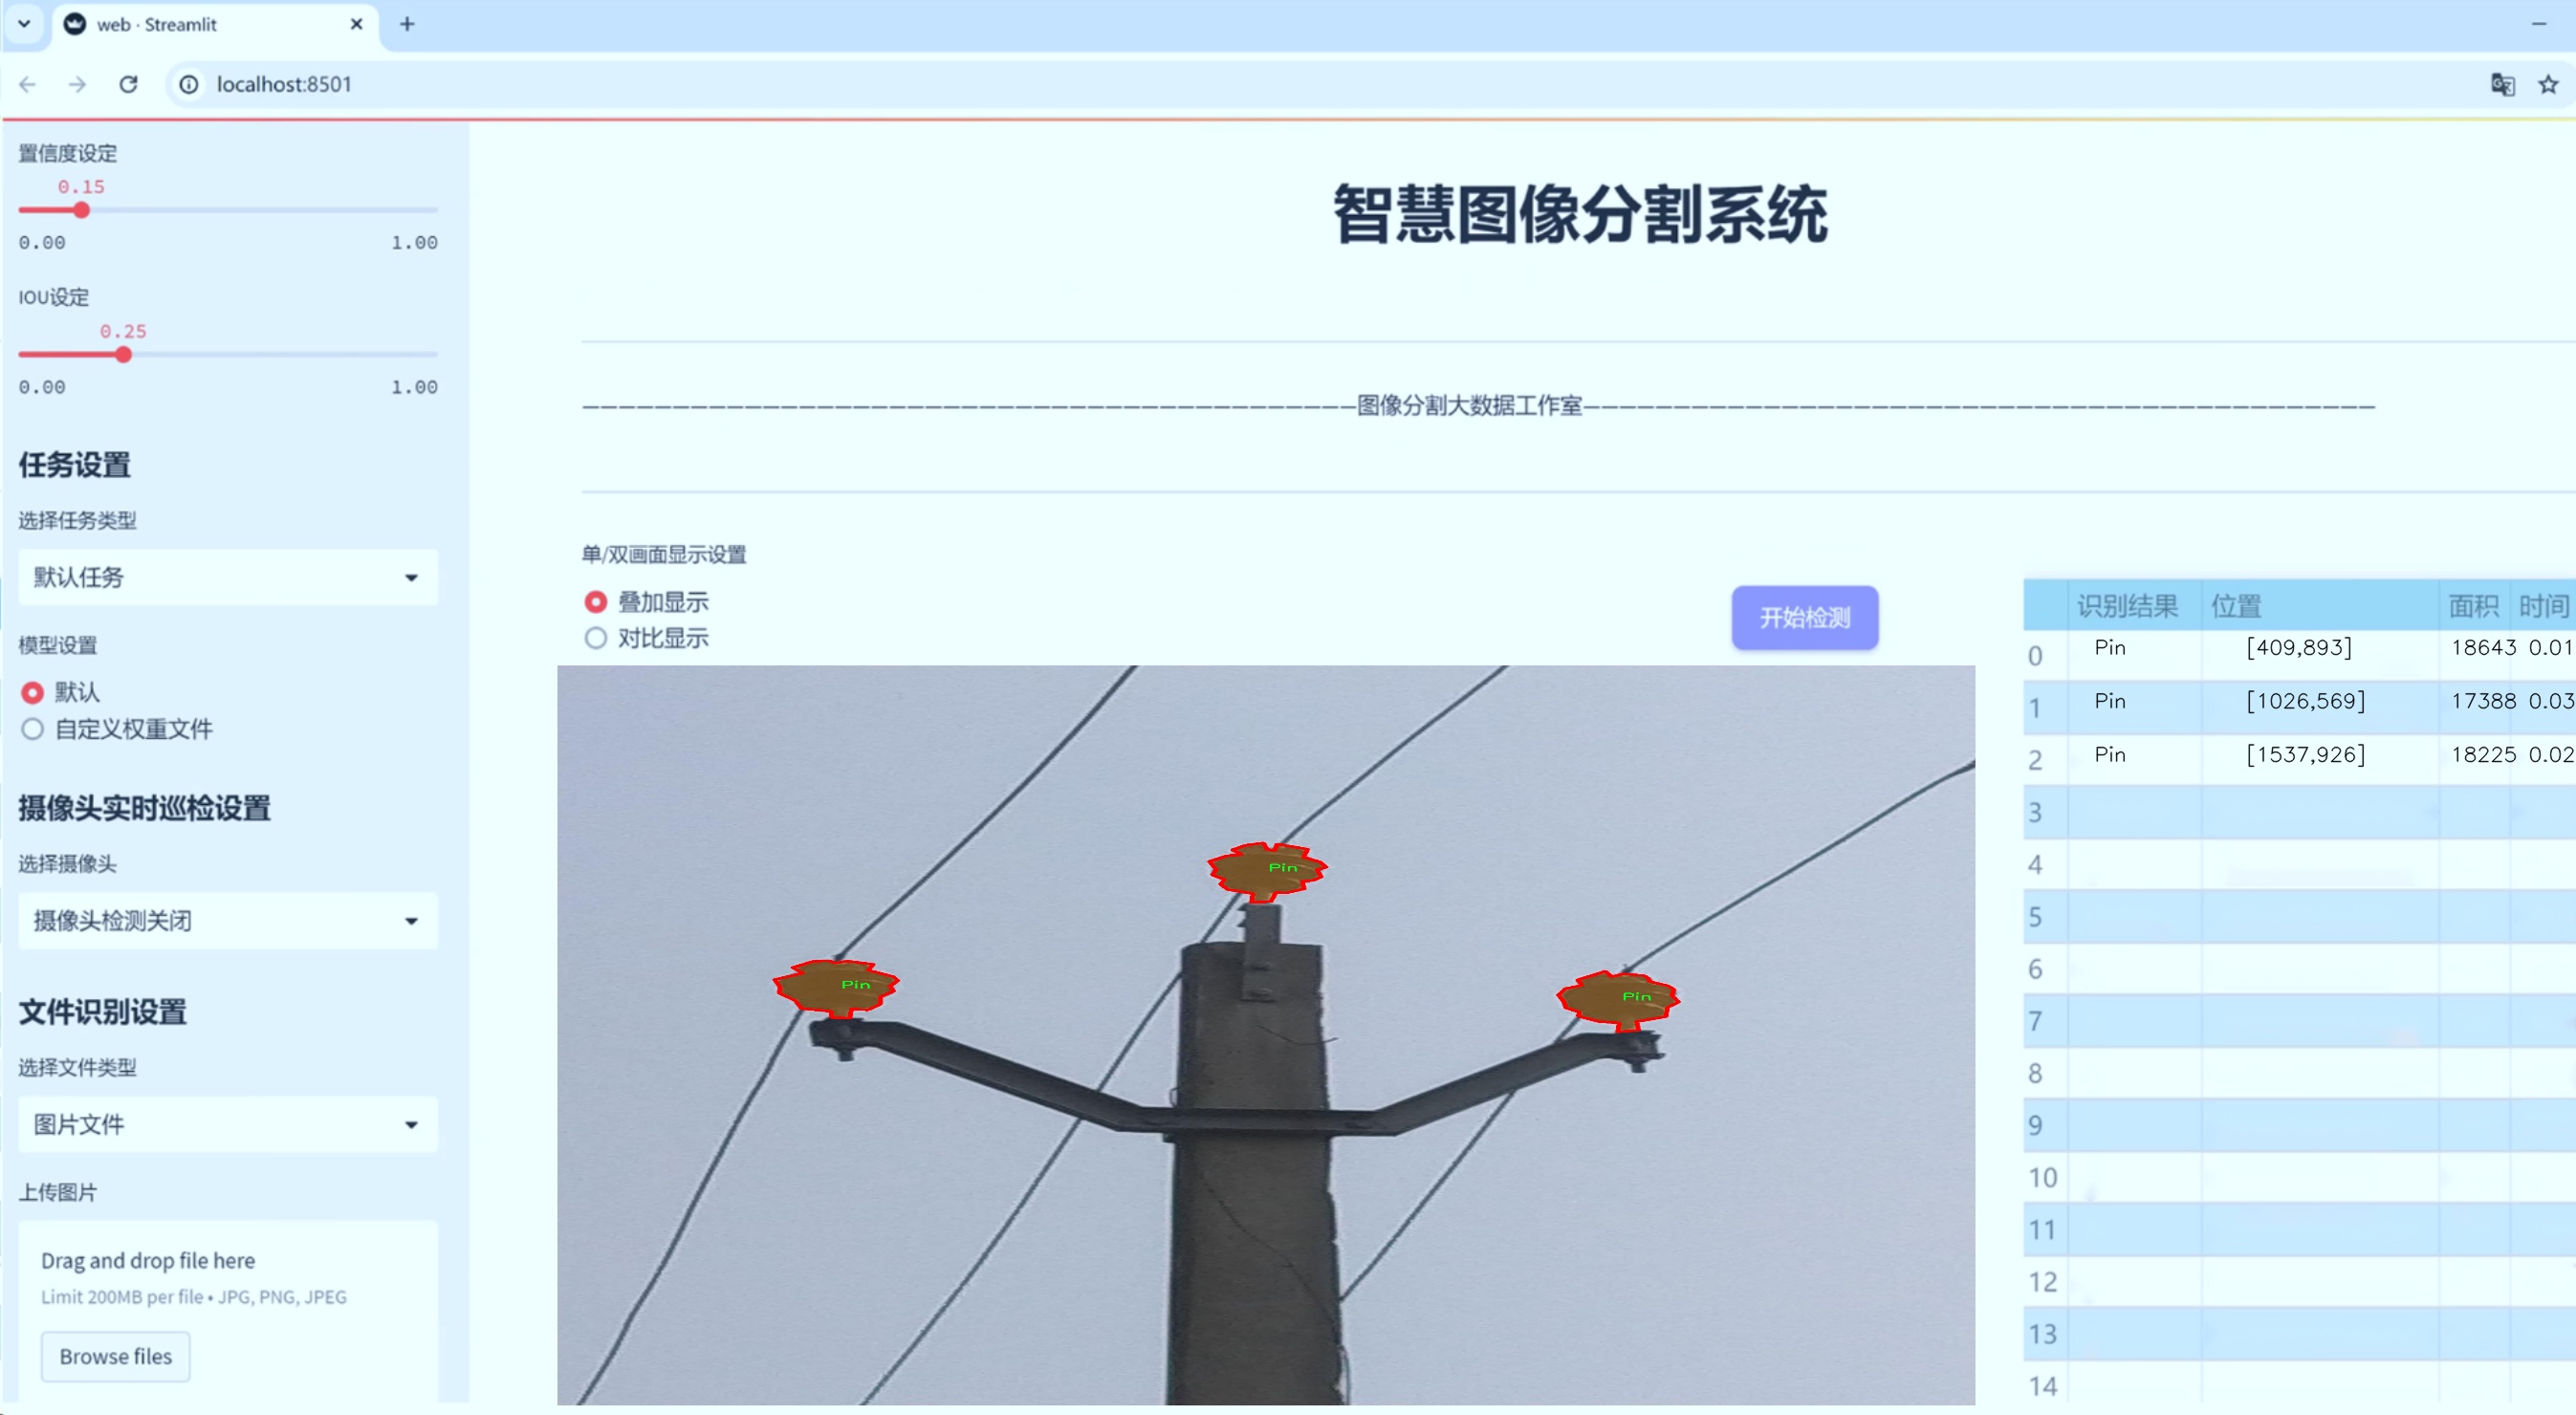 web · Streamlit
localhost:8501
置信度设定
0.15
0.00 1.00
IOU设定
0.25
0.00 1.00
任务设置
选择任务类型
默认任务
模型设置
默认
自定义权重文件
摄像头实时巡检设置
选择摄像头
摄像头检测关闭
文件识别设置
选择文件类型
图片文件
上传图片
Drag and drop file here
Limit 200MB per file • JPG, PNG, JPEG
Browse files
智慧图像分割系统
图像分割大数据工作室
单/双画面显示设置
叠加显示
对比显示
开始检测
Pin
Pin
Pin
识别结果 位置 面积 时间
0 Pin [409,893] 18643 0.01
1 Pin [1026,569] 17388 0.03
2 Pin [1537,926] 18225 0.02
3
4
5
6
7
8
9
10
11
12
13
14